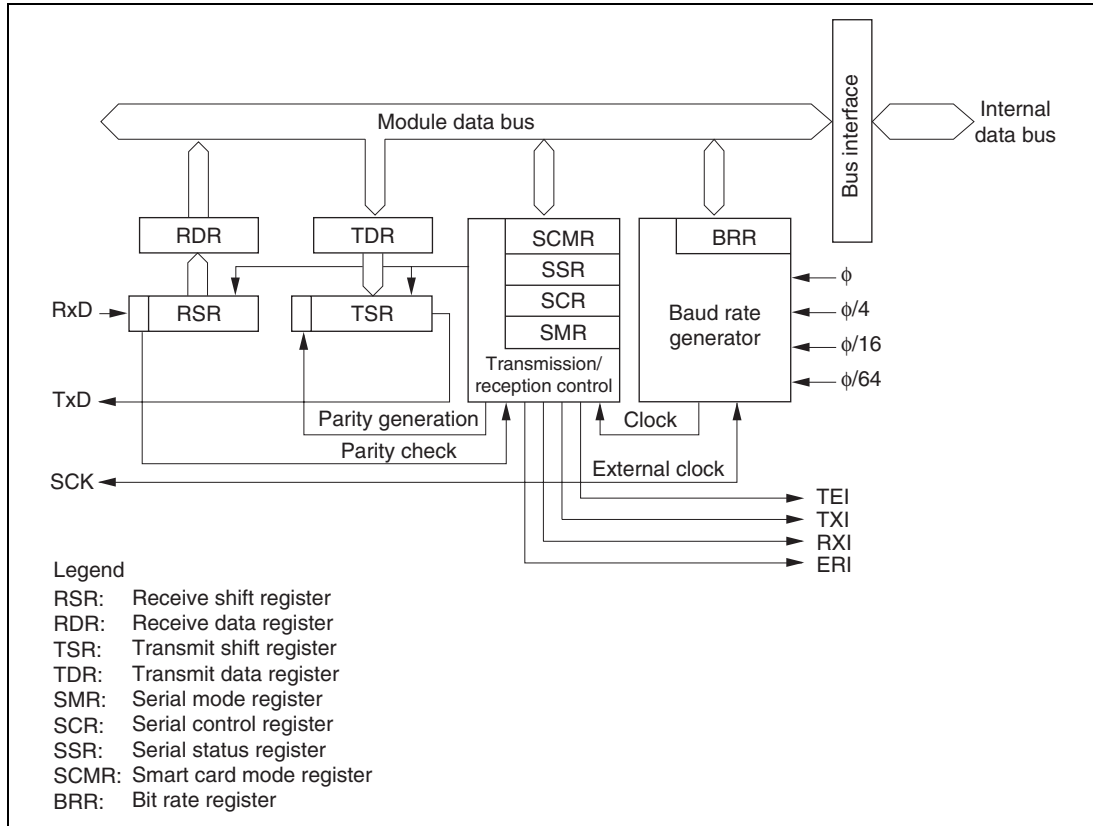 Module data bus
Bus interface
Internal
data bus
RDR
TDR
SCMR
SSR
SCR
SMR
Transmission/
reception control
BRR
Baud rate
generator
ϕ
ϕ/4
ϕ/16
ϕ/64
RxD
RSR
TSR
TxD
Parity generation
Parity check
Clock
SCK
External clock
TEI
TXI
RXI
ERI
Legend
RSR: Receive shift register
RDR: Receive data register
TSR: Transmit shift register
TDR: Transmit data register
SMR: Serial mode register
SCR: Serial control register
SSR: Serial status register
SCMR: Smart card mode register
BRR: Bit rate register